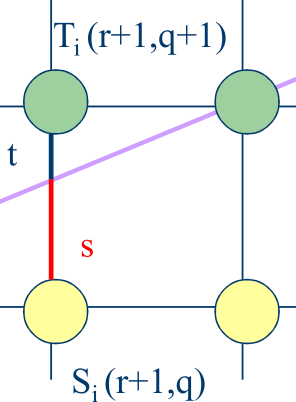 Tᵢ (r+1,q+1)
t
s
Sᵢ (r+1,q)